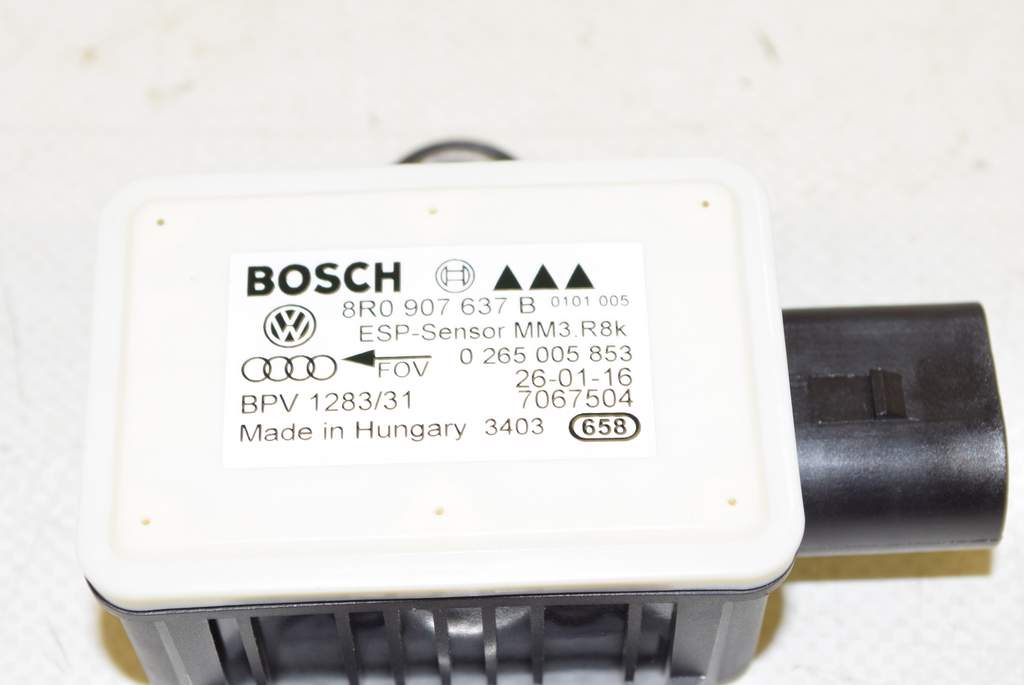 BOSCH
8R0 907 637 B 0101 005
ESP-Sensor MM3.R8k
0 265 005 853
FOV
26-01-16
BPV 1283/31 7067504
Made in Hungary 3403 658